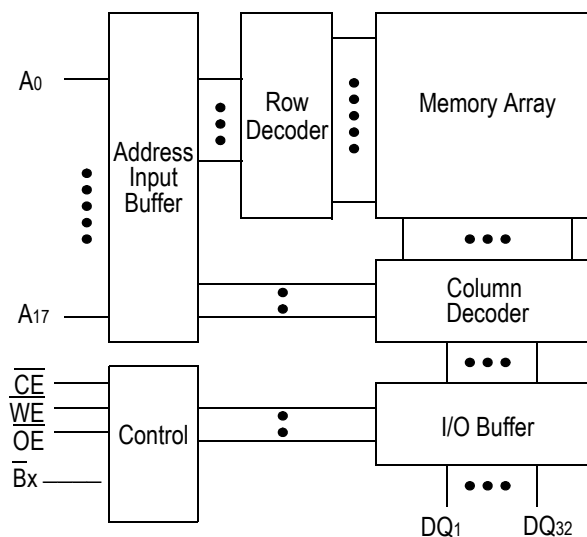 A0
Row
Decoder
Memory Array
Address
Input
Buffer
A17
Column
Decoder
CE
WE
OE
Bx
Control
I/O Buffer
DQ1
DQ32